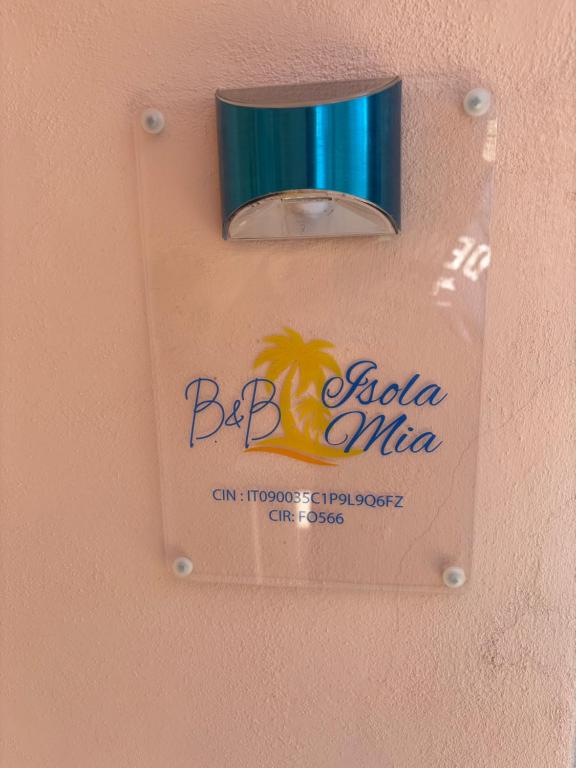 B&B Isola
Mia
CIN : IT090035C1P9L9Q6FZ
CIR: FO566